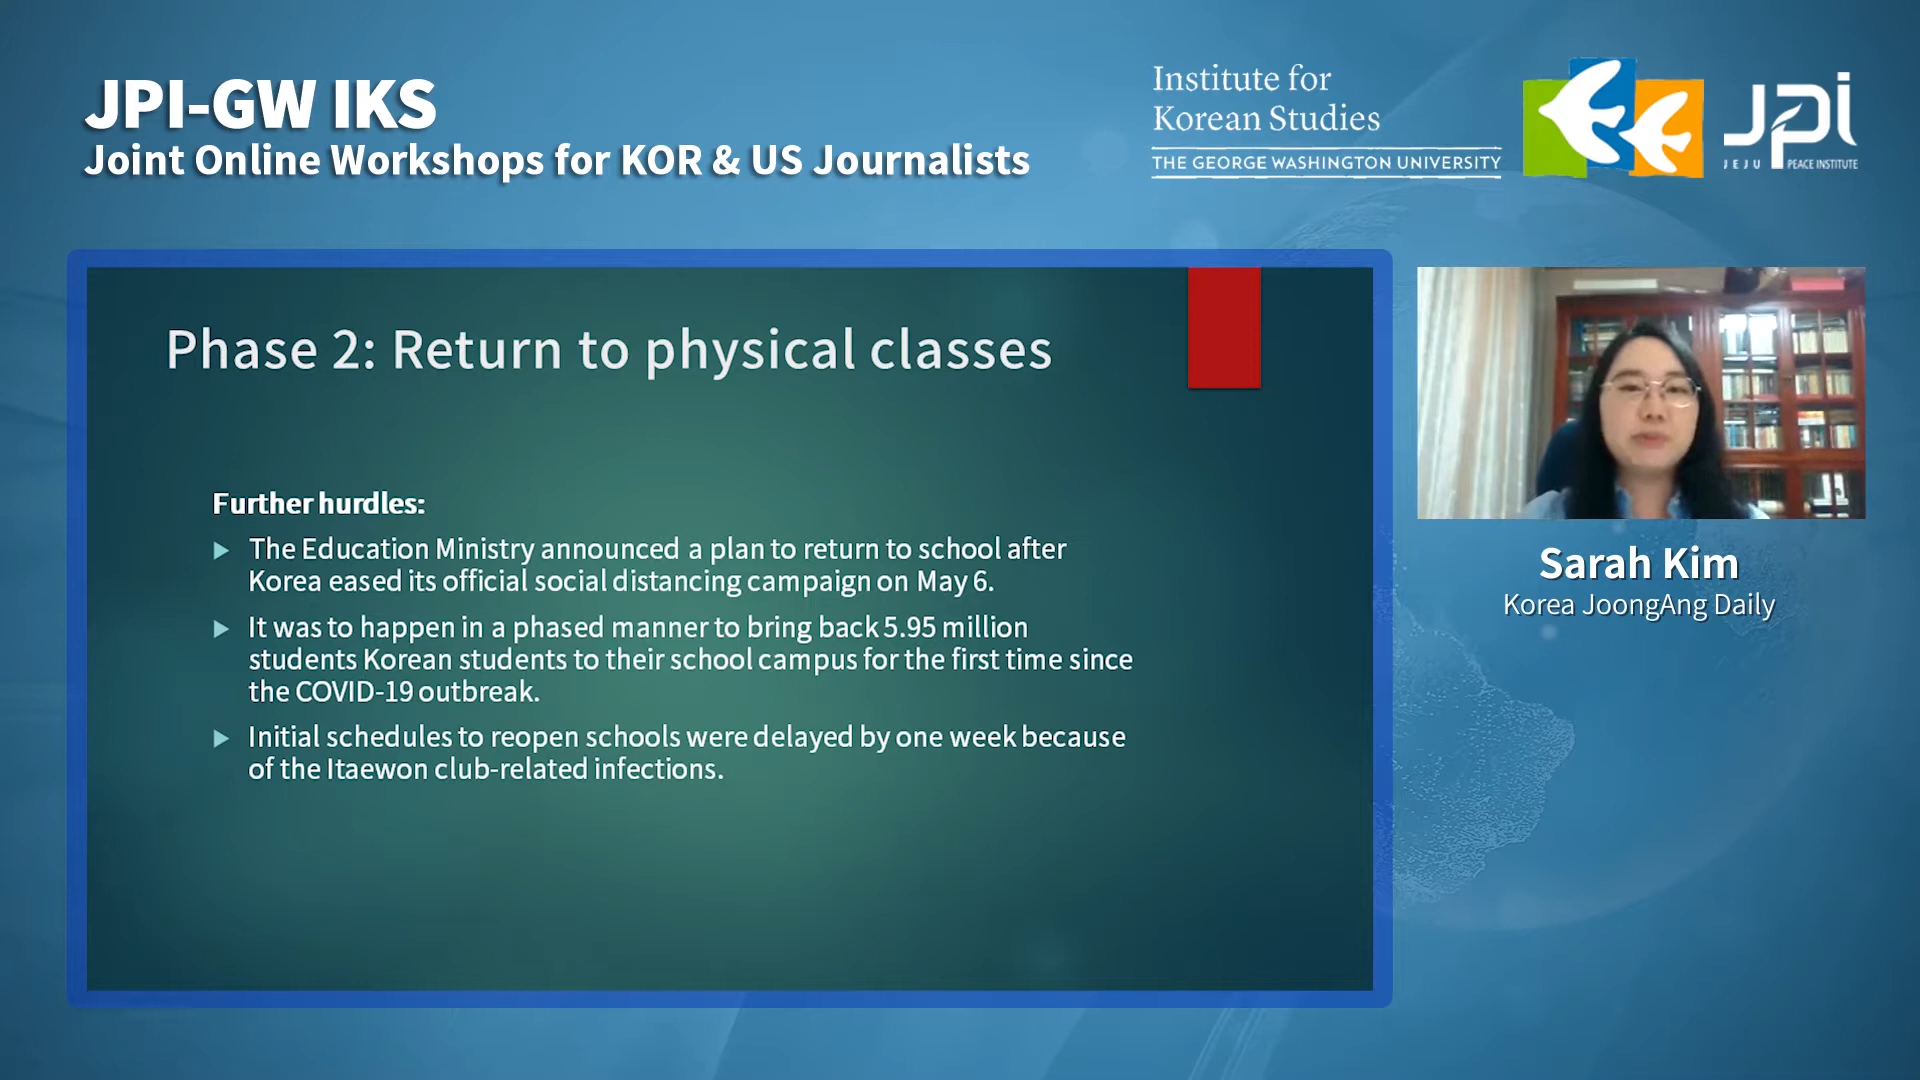 JPI-GW IKS
Joint Online Workshops for KOR & US Journalists
Institute for
Korean Studies
THE GEORGE WASHINGTON UNIVERSITY
JPI
JEJU PEACE INSTITUTE
Phase 2: Return to physical classes
Further hurdles:
The Education Ministry announced a plan to return to school after
Korea eased its official social distancing campaign on May 6.
It was to happen in a phased manner to bring back 5.95 million
students Korean students to their school campus for the first time since
the COVID-19 outbreak.
Initial schedules to reopen schools were delayed by one week because
of the Itaewon club-related infections.
Sarah Kim
Korea JoongAng Daily